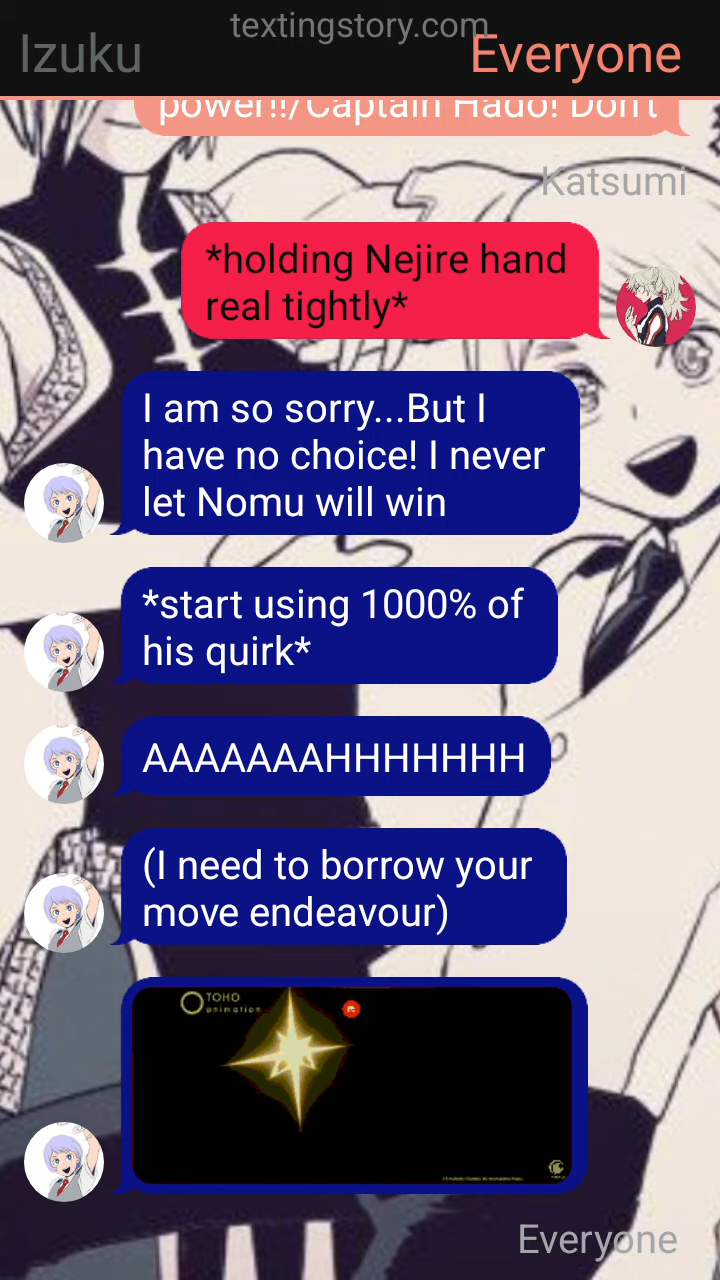 textingstory.com
Izuku
Everyone
power!!/Captain Hado! Don't
Katsumi
*holding Nejire hand
real tightly*
I am so sorry...But I
have no choice! I never
let Nomu will win
*start using 1000% of
his quirk*
AAAAAAAHHHHHHH
(I need to borrow your
move endeavour)
TOHO
animation
Everyone